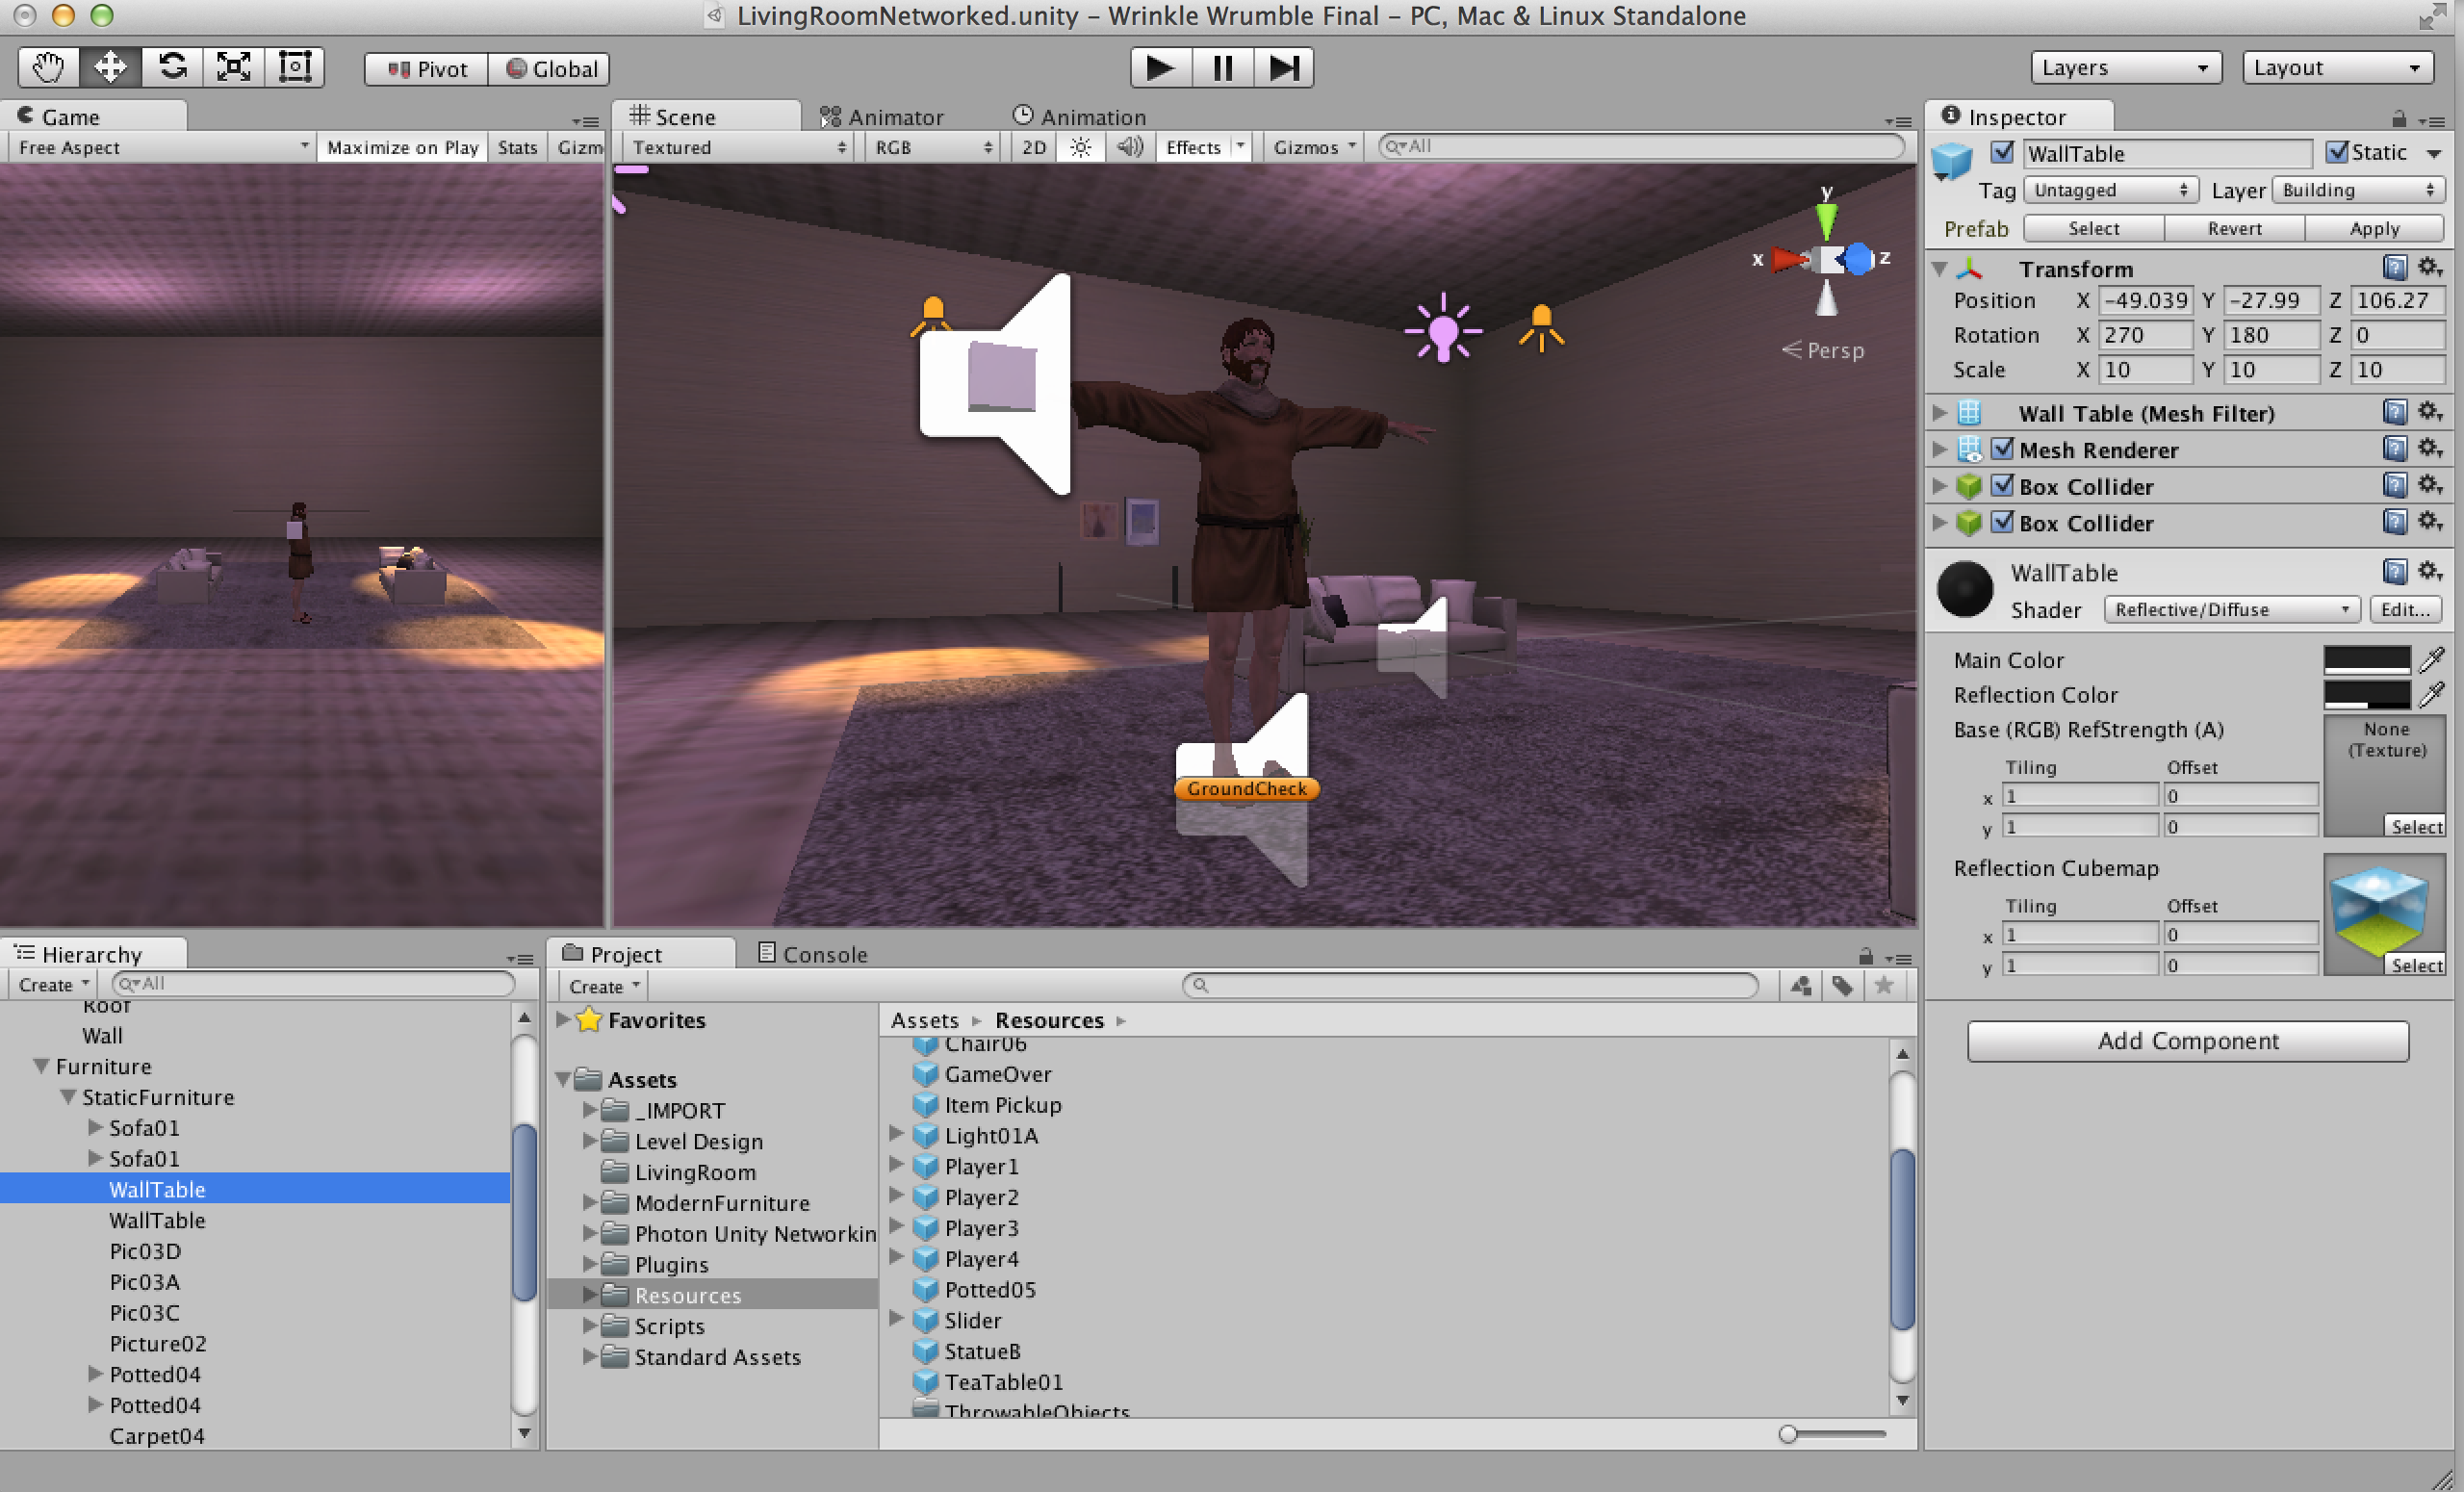 LivingRoomNetworked.unity – Wrinkle Wrumble Final – PC, Mac & Linux Standalone
Pivot Global Layers Layout
Game
Free Aspect Maximize on Play Stats Gizm
Scene Animator Animation
Textured RGB 2D Effects Gizmos All
y
x z
Persp
GroundCheck
Inspector
WallTable Static
Tag Untagged Layer Building
Prefab Select Revert Apply
Transform
Position X -49.039 Y -27.99 Z 106.27
Rotation X 270 Y 180 Z 0
Scale X 10 Y 10 Z 10
Wall Table (Mesh Filter)
Mesh Renderer
Box Collider
Box Collider
WallTable
Shader Reflective/Diffuse Edit...
Main Color
Reflection Color
Base (RGB) RefStrength (A) None
(Texture)
Tiling Offset
x 1 0
y 1 0 Select
Reflection Cubemap
Tiling Offset
x 1 0
y 1 0 Select
Add Component
Hierarchy
Create All
Roof
Wall
Furniture
StaticFurniture
Sofa01
Sofa01
WallTable
WallTable
Pic03D
Pic03A
Pic03C
Picture02
Potted04
Potted04
Carpet04
Project Console
Create
Favorites
Assets
_IMPORT
Level Design
LivingRoom
ModernFurniture
Photon Unity Networkin
Plugins
Resources
Scripts
Standard Assets
Assets Resources
Chair06
GameOver
Item Pickup
Light01A
Player1
Player2
Player3
Player4
Potted05
Slider
StatueB
TeaTable01
ThrowableObjects